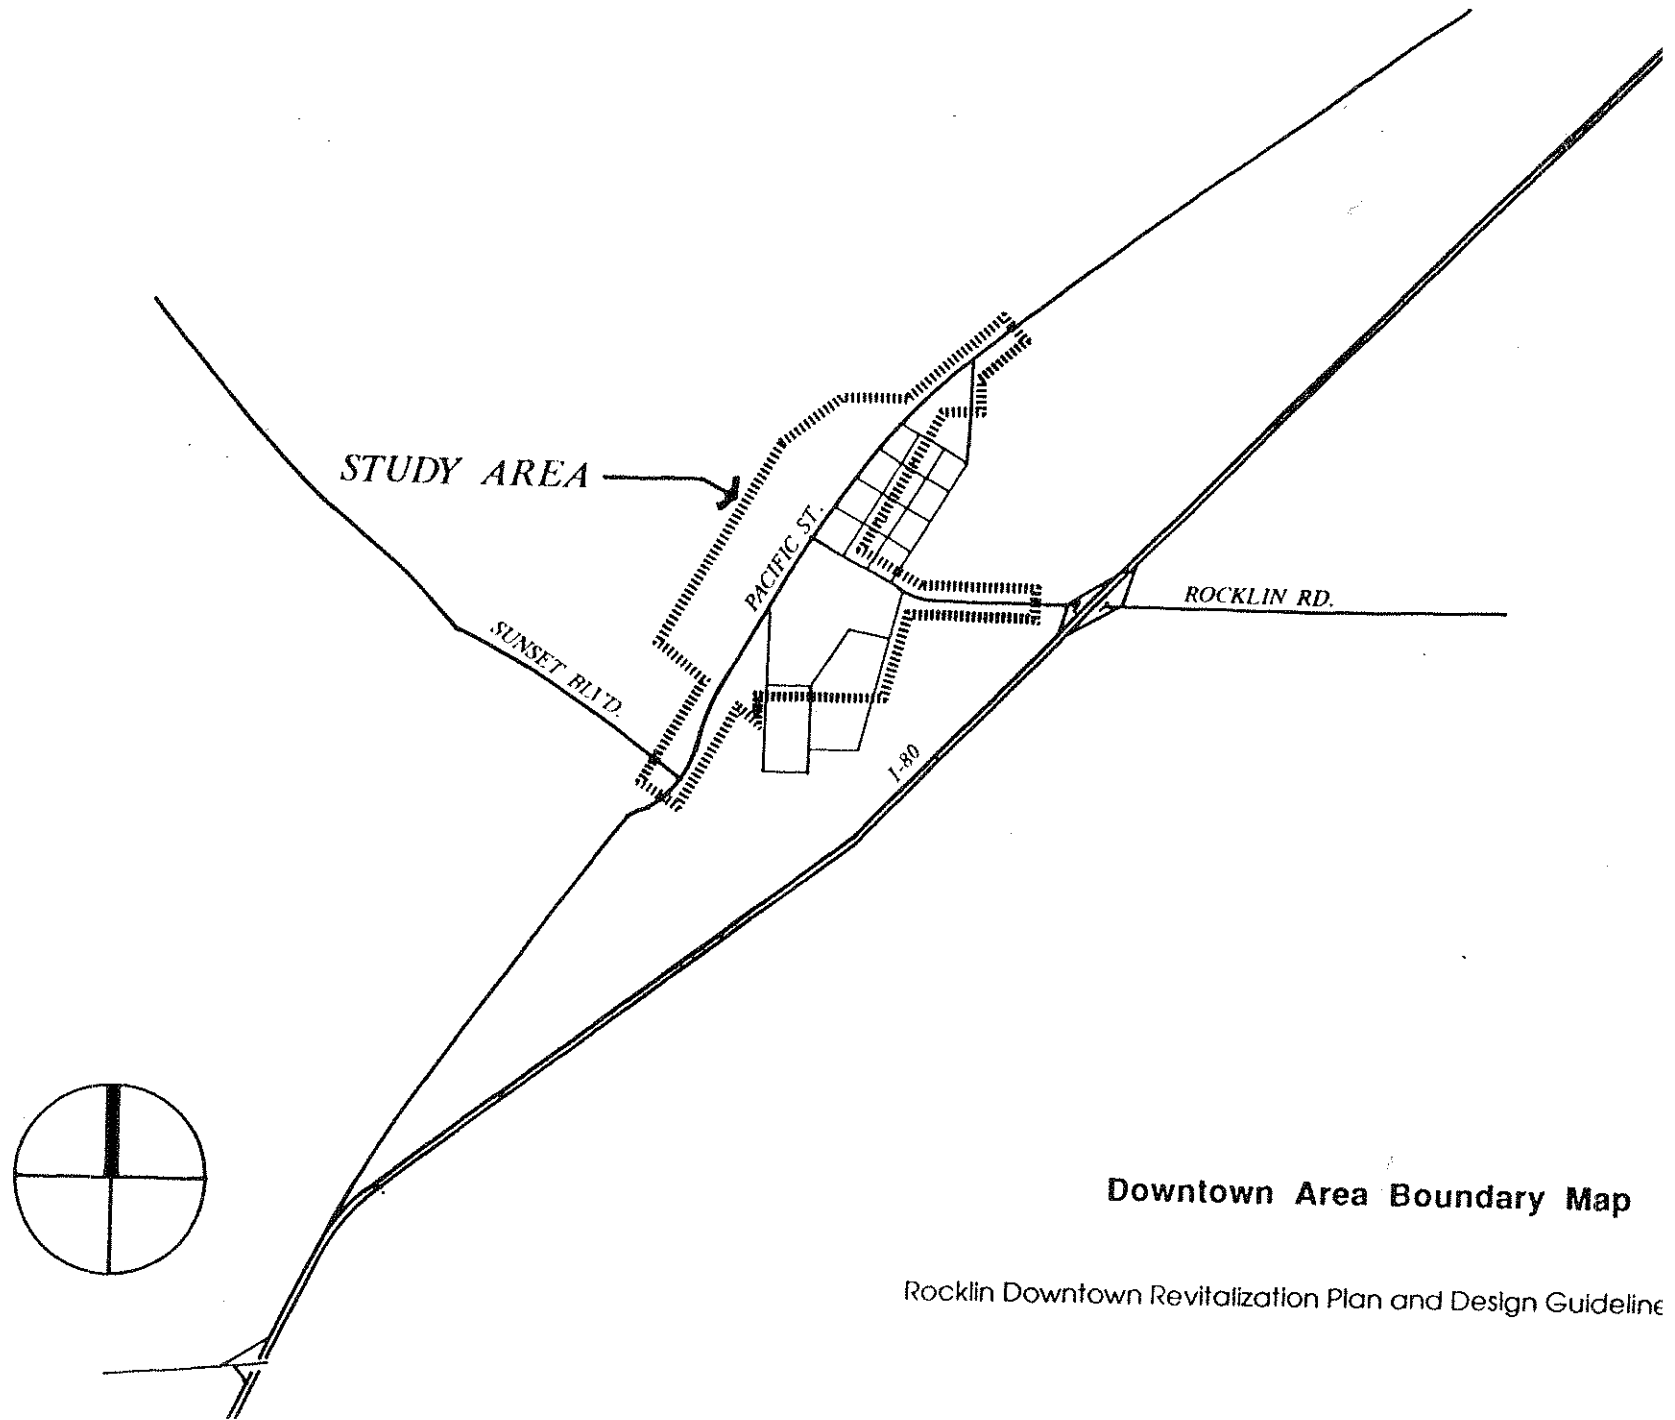 STUDY AREA
PACIFIC ST.
SUNSET BLVD.
ROCKLIN RD.
I-80
Downtown Area Boundary Map
Rocklin Downtown Revitalization Plan and Design Guideline